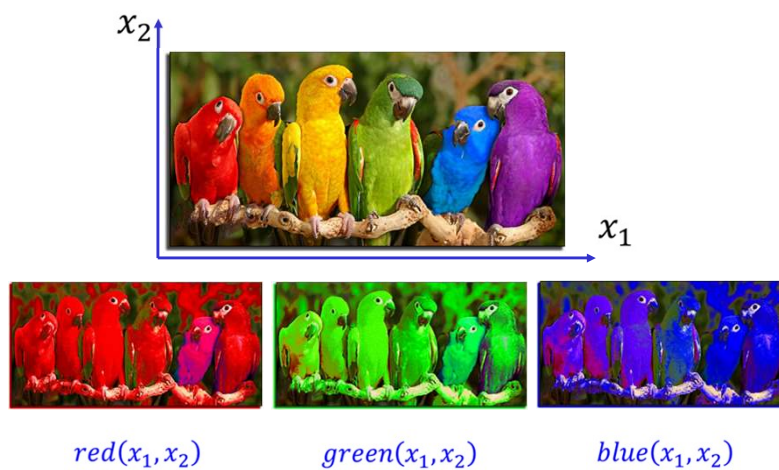 x₂
x₁
red(x₁, x₂)
green(x₁, x₂)
blue(x₁, x₂)